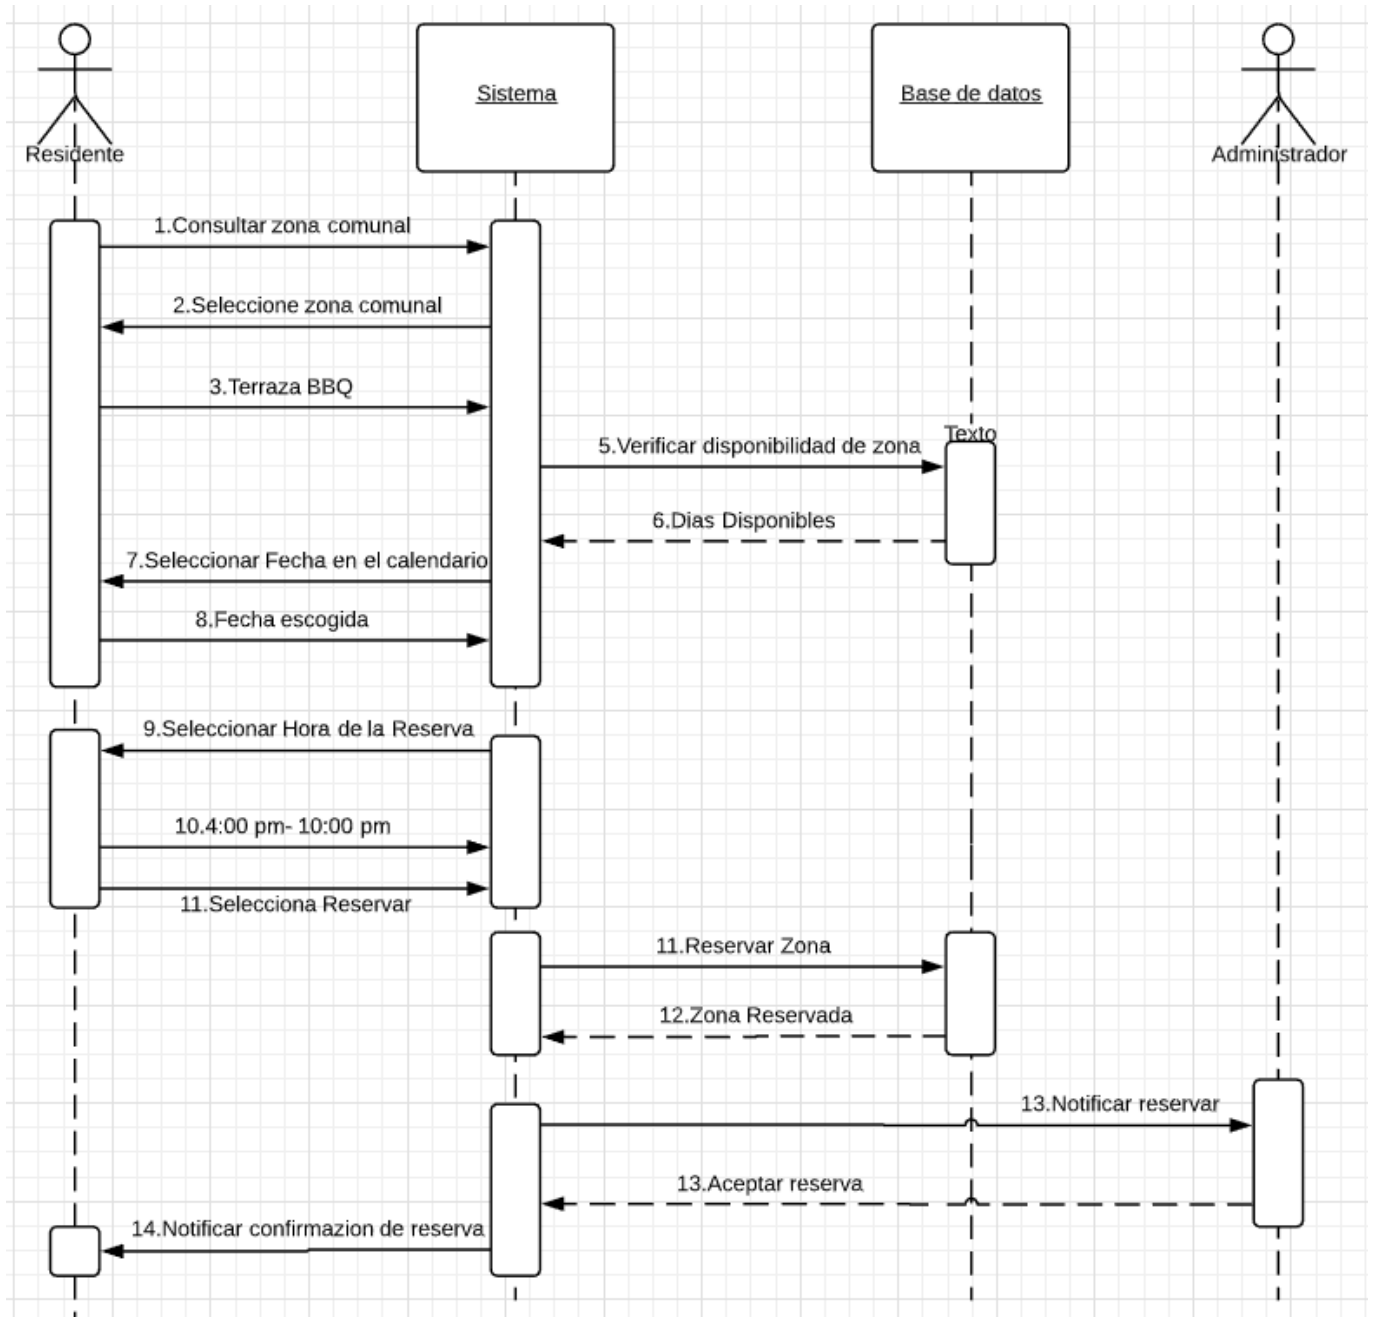 Residente
Sistema
Base de datos
Administrador
1.Consultar zona comunal
2.Seleccione zona comunal
3.Terraza BBQ
Texto
5.Verificar disponibilidad de zona
6.Dias Disponibles
7.Seleccionar Fecha en el calendario
8.Fecha escogida
9.Seleccionar Hora de la Reserva
10.4:00 pm- 10:00 pm
11.Selecciona Reservar
11.Reservar Zona
12.Zona Reservada
13.Notificar reservar
13.Aceptar reserva
14.Notificar confirmazion de reserva